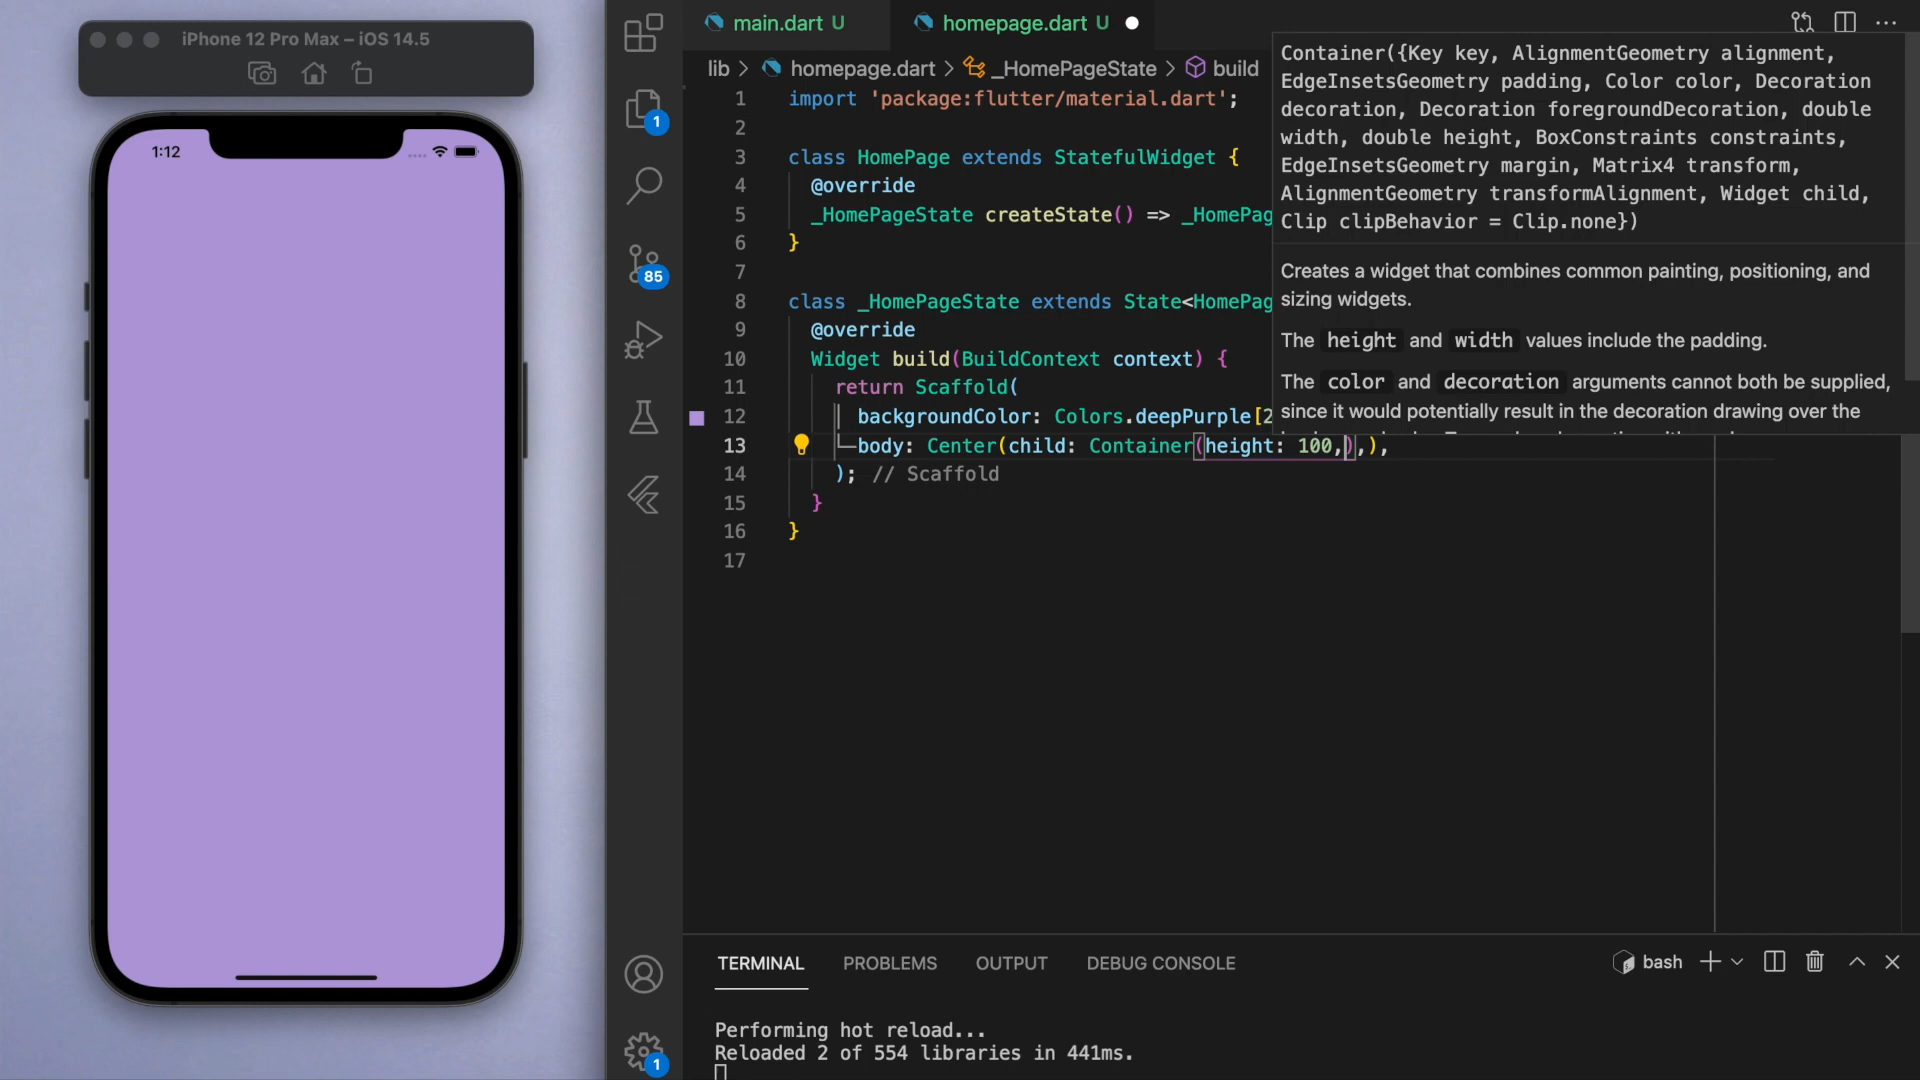 iPhone 12 Pro Max – iOS 14.5
1:12
1
85
1
main.dart U
homepage.dart U
lib > homepage.dart > _HomePageState > build
1 import 'package:flutter/material.dart';
2
3 class HomePage extends StatefulWidget {
4 @override
5 _HomePageState createState() => _HomePag
6 }
7
8 class _HomePageState extends State<HomePag
9 @override
10 Widget build(BuildContext context) {
11 return Scaffold(
12 backgroundColor: Colors.deepPurple[2
13 body: Center(child: Container(height: 100,),),
14 ); // Scaffold
15 }
16 }
17
Container({Key key, AlignmentGeometry alignment,
EdgeInsetsGeometry padding, Color color, Decoration
decoration, Decoration foregroundDecoration, double
width, double height, BoxConstraints constraints,
EdgeInsetsGeometry margin, Matrix4 transform,
AlignmentGeometry transformAlignment, Widget child,
Clip clipBehavior = Clip.none})
Creates a widget that combines common painting, positioning, and
sizing widgets.
The height and width values include the padding.
The color and decoration arguments cannot both be supplied,
since it would potentially result in the decoration drawing over the
TERMINAL PROBLEMS OUTPUT DEBUG CONSOLE
bash
Performing hot reload...
Reloaded 2 of 554 libraries in 441ms.